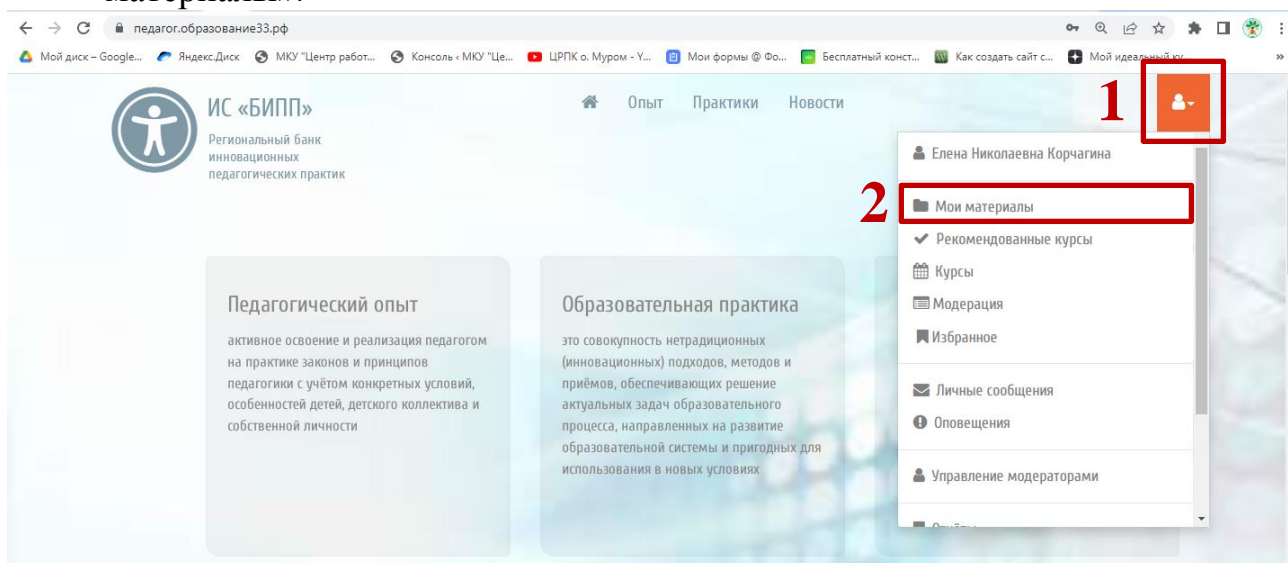 материалы».
педагог.образование33.рф
Мой диск – Google... Яндекс.Диск МКУ "Центр работ... Консоль ‹ МКУ "Це... ЦРПК о. Муром - Y... Мои формы @ Фо... Бесплатный конст... Как создать сайт с... Мой идеальный ку... »
ИС «БИПП»
Региональный банк
инновационных
педагогических практик
Опыт Практики Новости
1
Елена Николаевна Корчагина
2
Мои материалы
Рекомендованные курсы
Курсы
Модерация
Избранное
Личные сообщения
Оповещения
Управление модераторами
Педагогический опыт
активное освоение и реализация педагогом
на практике законов и принципов
педагогики с учётом конкретных условий,
особенностей детей, детского коллектива и
собственной личности
Образовательная практика
это совокупность нетрадиционных
(инновационных) подходов, методов и
приёмов, обеспечивающих решение
актуальных задач образовательного
процесса, направленных на развитие
образовательной системы и пригодных для
использования в новых условиях